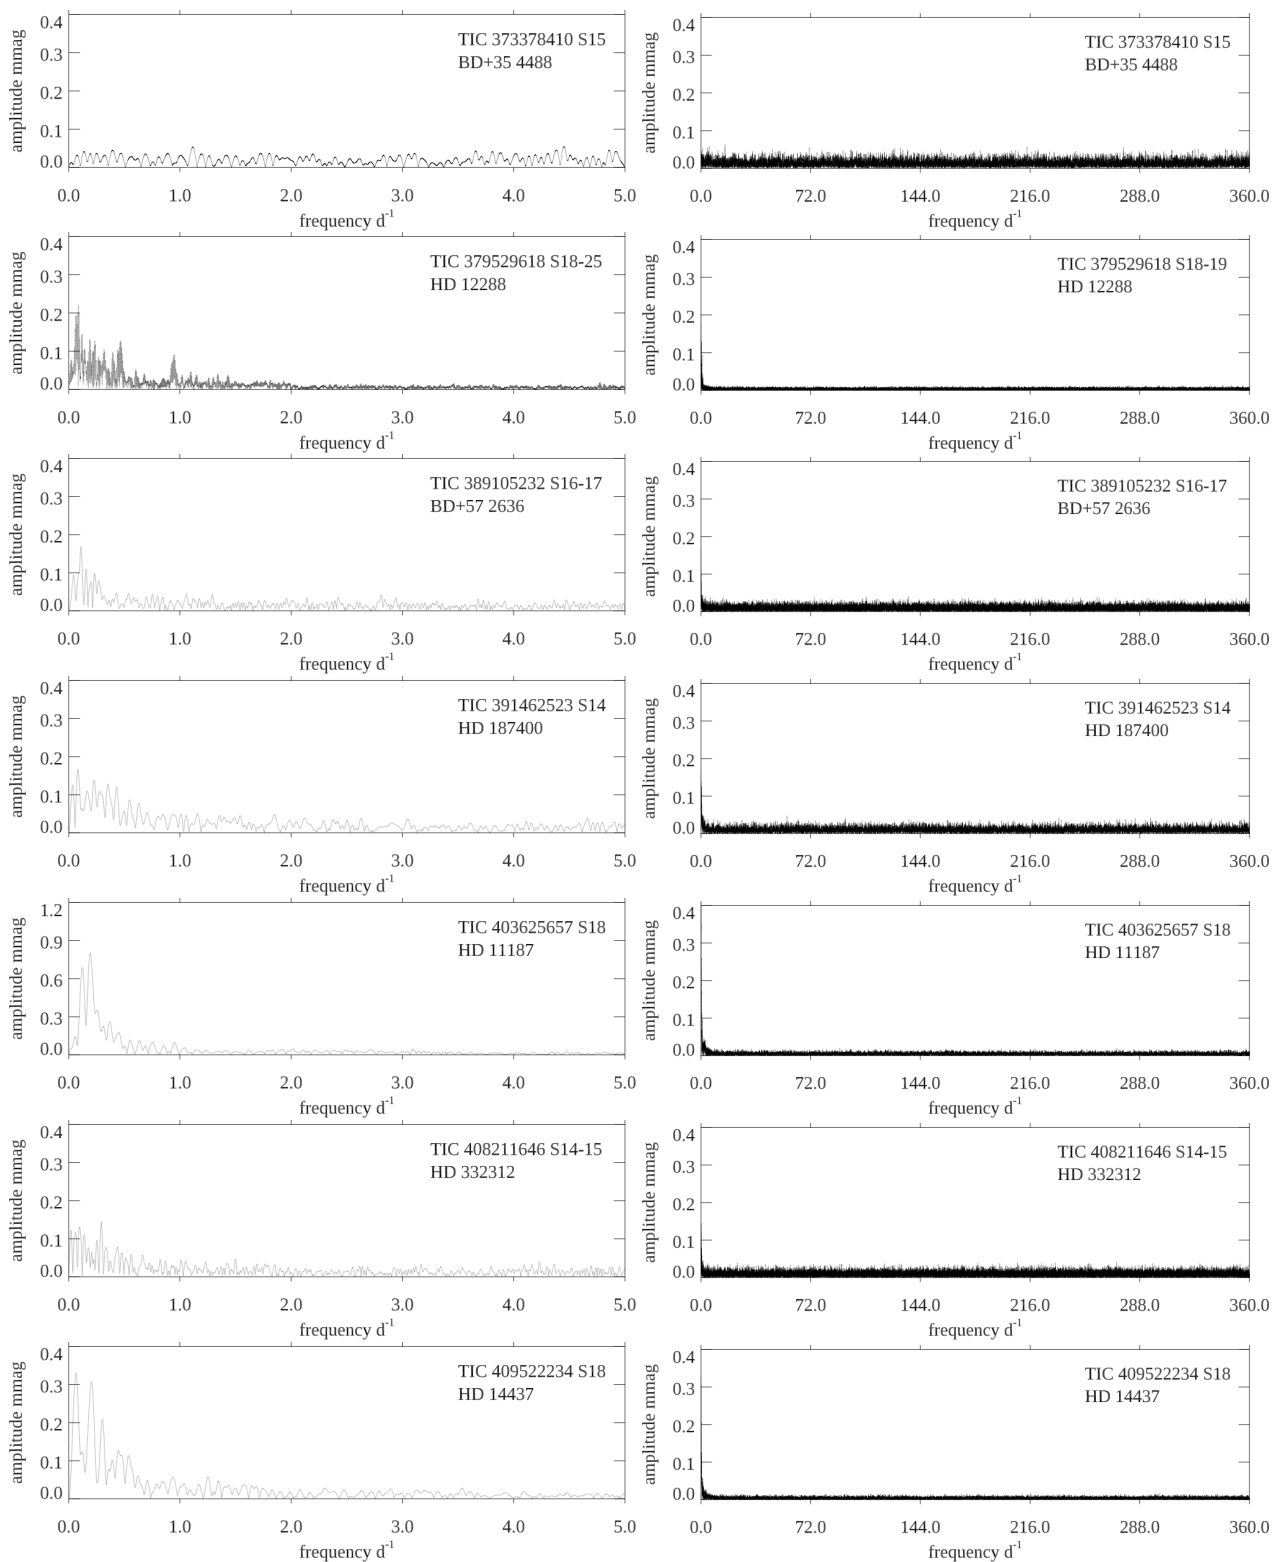 amplitude mmag
0.4
0.3
0.2
0.1
0.0
TIC 373378410 S15
BD+35 4488
0.0 1.0 2.0 3.0 4.0 5.0
frequency d-1
amplitude mmag
0.4
0.3
0.2
0.1
0.0
TIC 373378410 S15
BD+35 4488
0.0 72.0 144.0 216.0 288.0 360.0
frequency d-1
amplitude mmag
0.4
0.3
0.2
0.1
0.0
TIC 379529618 S18-25
HD 12288
0.0 1.0 2.0 3.0 4.0 5.0
frequency d-1
amplitude mmag
0.4
0.3
0.2
0.1
0.0
TIC 379529618 S18-19
HD 12288
0.0 72.0 144.0 216.0 288.0 360.0
frequency d-1
amplitude mmag
0.4
0.3
0.2
0.1
0.0
TIC 389105232 S16-17
BD+57 2636
0.0 1.0 2.0 3.0 4.0 5.0
frequency d-1
amplitude mmag
0.4
0.3
0.2
0.1
0.0
TIC 389105232 S16-17
BD+57 2636
0.0 72.0 144.0 216.0 288.0 360.0
frequency d-1
amplitude mmag
0.4
0.3
0.2
0.1
0.0
TIC 391462523 S14
HD 187400
0.0 1.0 2.0 3.0 4.0 5.0
frequency d-1
amplitude mmag
0.4
0.3
0.2
0.1
0.0
TIC 391462523 S14
HD 187400
0.0 72.0 144.0 216.0 288.0 360.0
frequency d-1
amplitude mmag
1.2
0.9
0.6
0.3
0.0
TIC 403625657 S18
HD 11187
0.0 1.0 2.0 3.0 4.0 5.0
frequency d-1
amplitude mmag
0.4
0.3
0.2
0.1
0.0
TIC 403625657 S18
HD 11187
0.0 72.0 144.0 216.0 288.0 360.0
frequency d-1
amplitude mmag
0.4
0.3
0.2
0.1
0.0
TIC 408211646 S14-15
HD 332312
0.0 1.0 2.0 3.0 4.0 5.0
frequency d-1
amplitude mmag
0.4
0.3
0.2
0.1
0.0
TIC 408211646 S14-15
HD 332312
0.0 72.0 144.0 216.0 288.0 360.0
frequency d-1
amplitude mmag
0.4
0.3
0.2
0.1
0.0
TIC 409522234 S18
HD 14437
0.0 1.0 2.0 3.0 4.0 5.0
frequency d-1
amplitude mmag
0.4
0.3
0.2
0.1
0.0
TIC 409522234 S18
HD 14437
0.0 72.0 144.0 216.0 288.0 360.0
frequency d-1